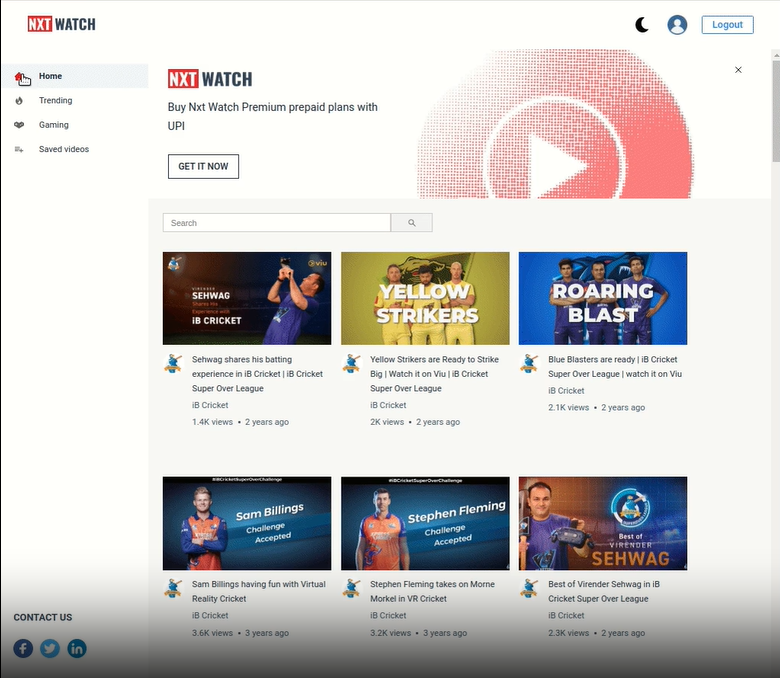 NXT WATCH
Logout
Home
Trending
Gaming
Saved videos
CONTACT US
NXT WATCH
Buy Nxt Watch Premium prepaid plans with
UPI
GET IT NOW
Search
viu
VIRENDER
SEHWAG
Shares his
Experience with
iB CRICKET
Sehwag shares his batting
experience in iB Cricket | iB Cricket
Super Over League
iB Cricket
1.4K views • 2 years ago
YELLOW
STRIKERS
Yellow Strikers are Ready to Strike
Big | Watch it on Viu | iB Cricket
Super Over League
iB Cricket
2K views • 2 years ago
ROARING
BLAST
Blue Blasters are ready | iB Cricket
Super Over League | watch it on Viu
iB Cricket
2.1K views • 2 years ago
#iBCricketSuperOverChallenge
Sam Billings
Challenge
Accepted
Sam Billings having fun with Virtual
Reality Cricket
iB Cricket
3.6K views • 3 years ago
#iBCricketSuperOverChallenge
Stephen Fleming
Challenge
Accepted
Stephen Fleming takes on Morne
Morkel in VR Cricket
iB Cricket
3.2K views • 3 years ago
Best of
VIRENDER
SEHWAG
Best of Virender Sehwag in iB
Cricket Super Over League
iB Cricket
2.3K views • 2 years ago